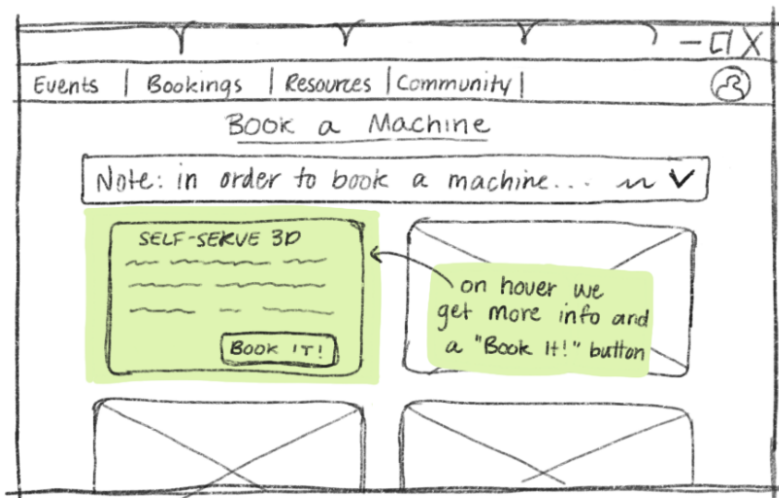 Events | Bookings | Resources | Community |
Book a Machine
Note: in order to book a machine...
SELF-SERVE 3D
BOOK IT!
on hover we
get more info and
a "Book It!" button